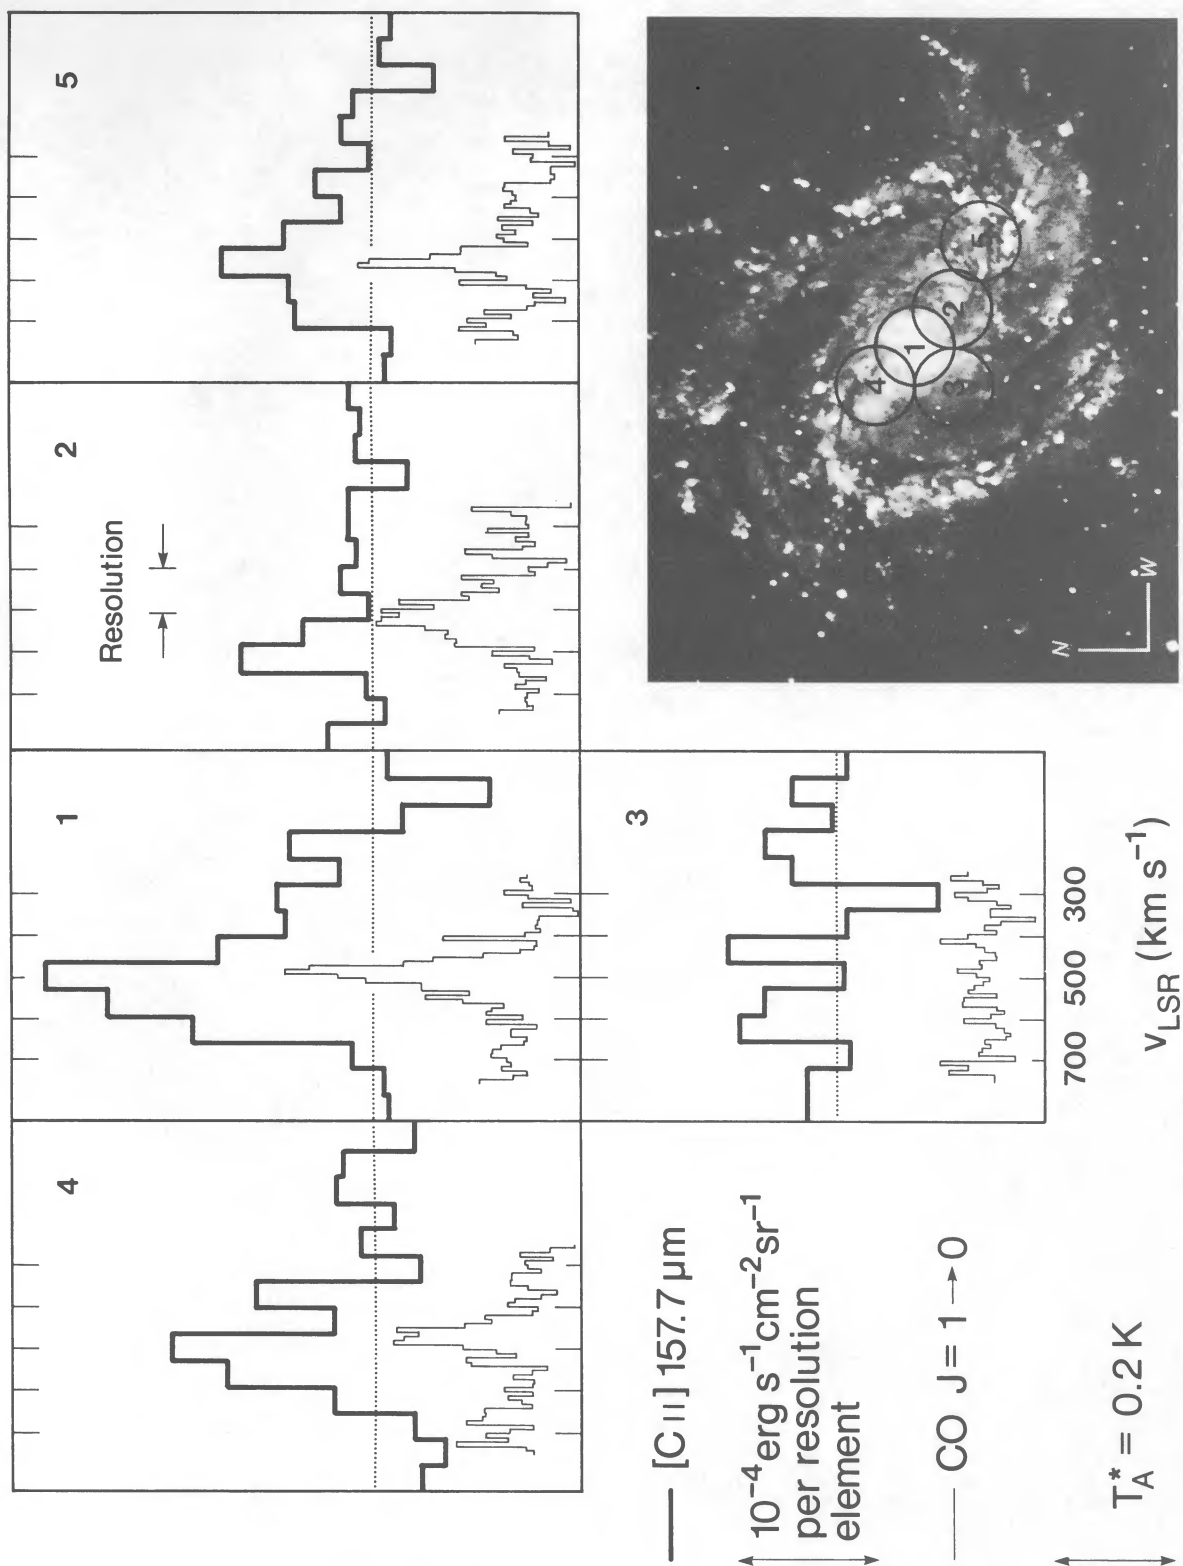 4
1
2
5
Resolution
3
700 500 300
v_LSR (km s⁻¹)
[C II] 157.7 μm
10⁻⁴ erg s⁻¹ cm⁻² sr⁻¹
per resolution
element
CO J = 1 → 0
T_A* = 0.2 K
4
1
2
3
5
N
W